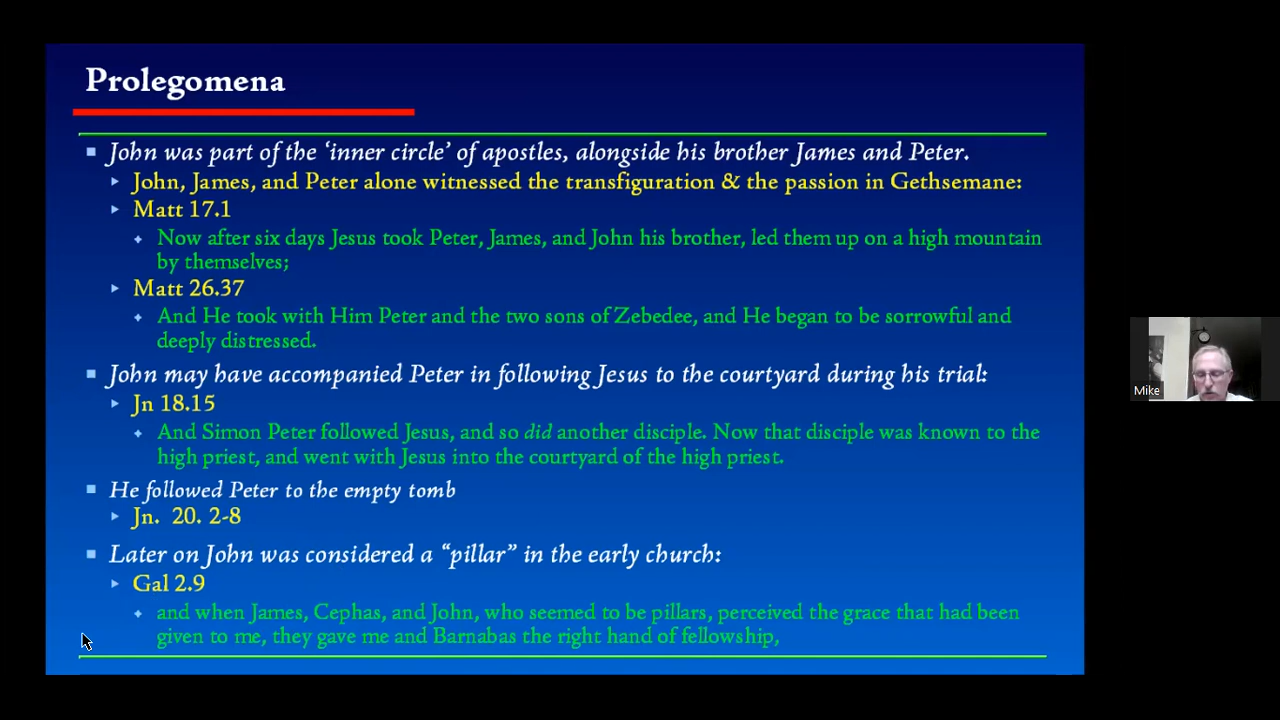 Prolegomena
John was part of the ‘inner circle’ of apostles, alongside his brother James and Peter.
John, James, and Peter alone witnessed the transfiguration & the passion in Gethsemane:
Matt 17.1
Now after six days Jesus took Peter, James, and John his brother, led them up on a high mountain
by themselves;
Matt 26.37
And He took with Him Peter and the two sons of Zebedee, and He began to be sorrowful and
deeply distressed.
John may have accompanied Peter in following Jesus to the courtyard during his trial:
Jn 18.15
And Simon Peter followed Jesus, and so did another disciple. Now that disciple was known to the
high priest, and went with Jesus into the courtyard of the high priest.
He followed Peter to the empty tomb
Jn. 20. 2-8
Later on John was considered a “pillar” in the early church:
Gal 2.9
and when James, Cephas, and John, who seemed to be pillars, perceived the grace that had been
given to me, they gave me and Barnabas the right hand of fellowship,
Mike